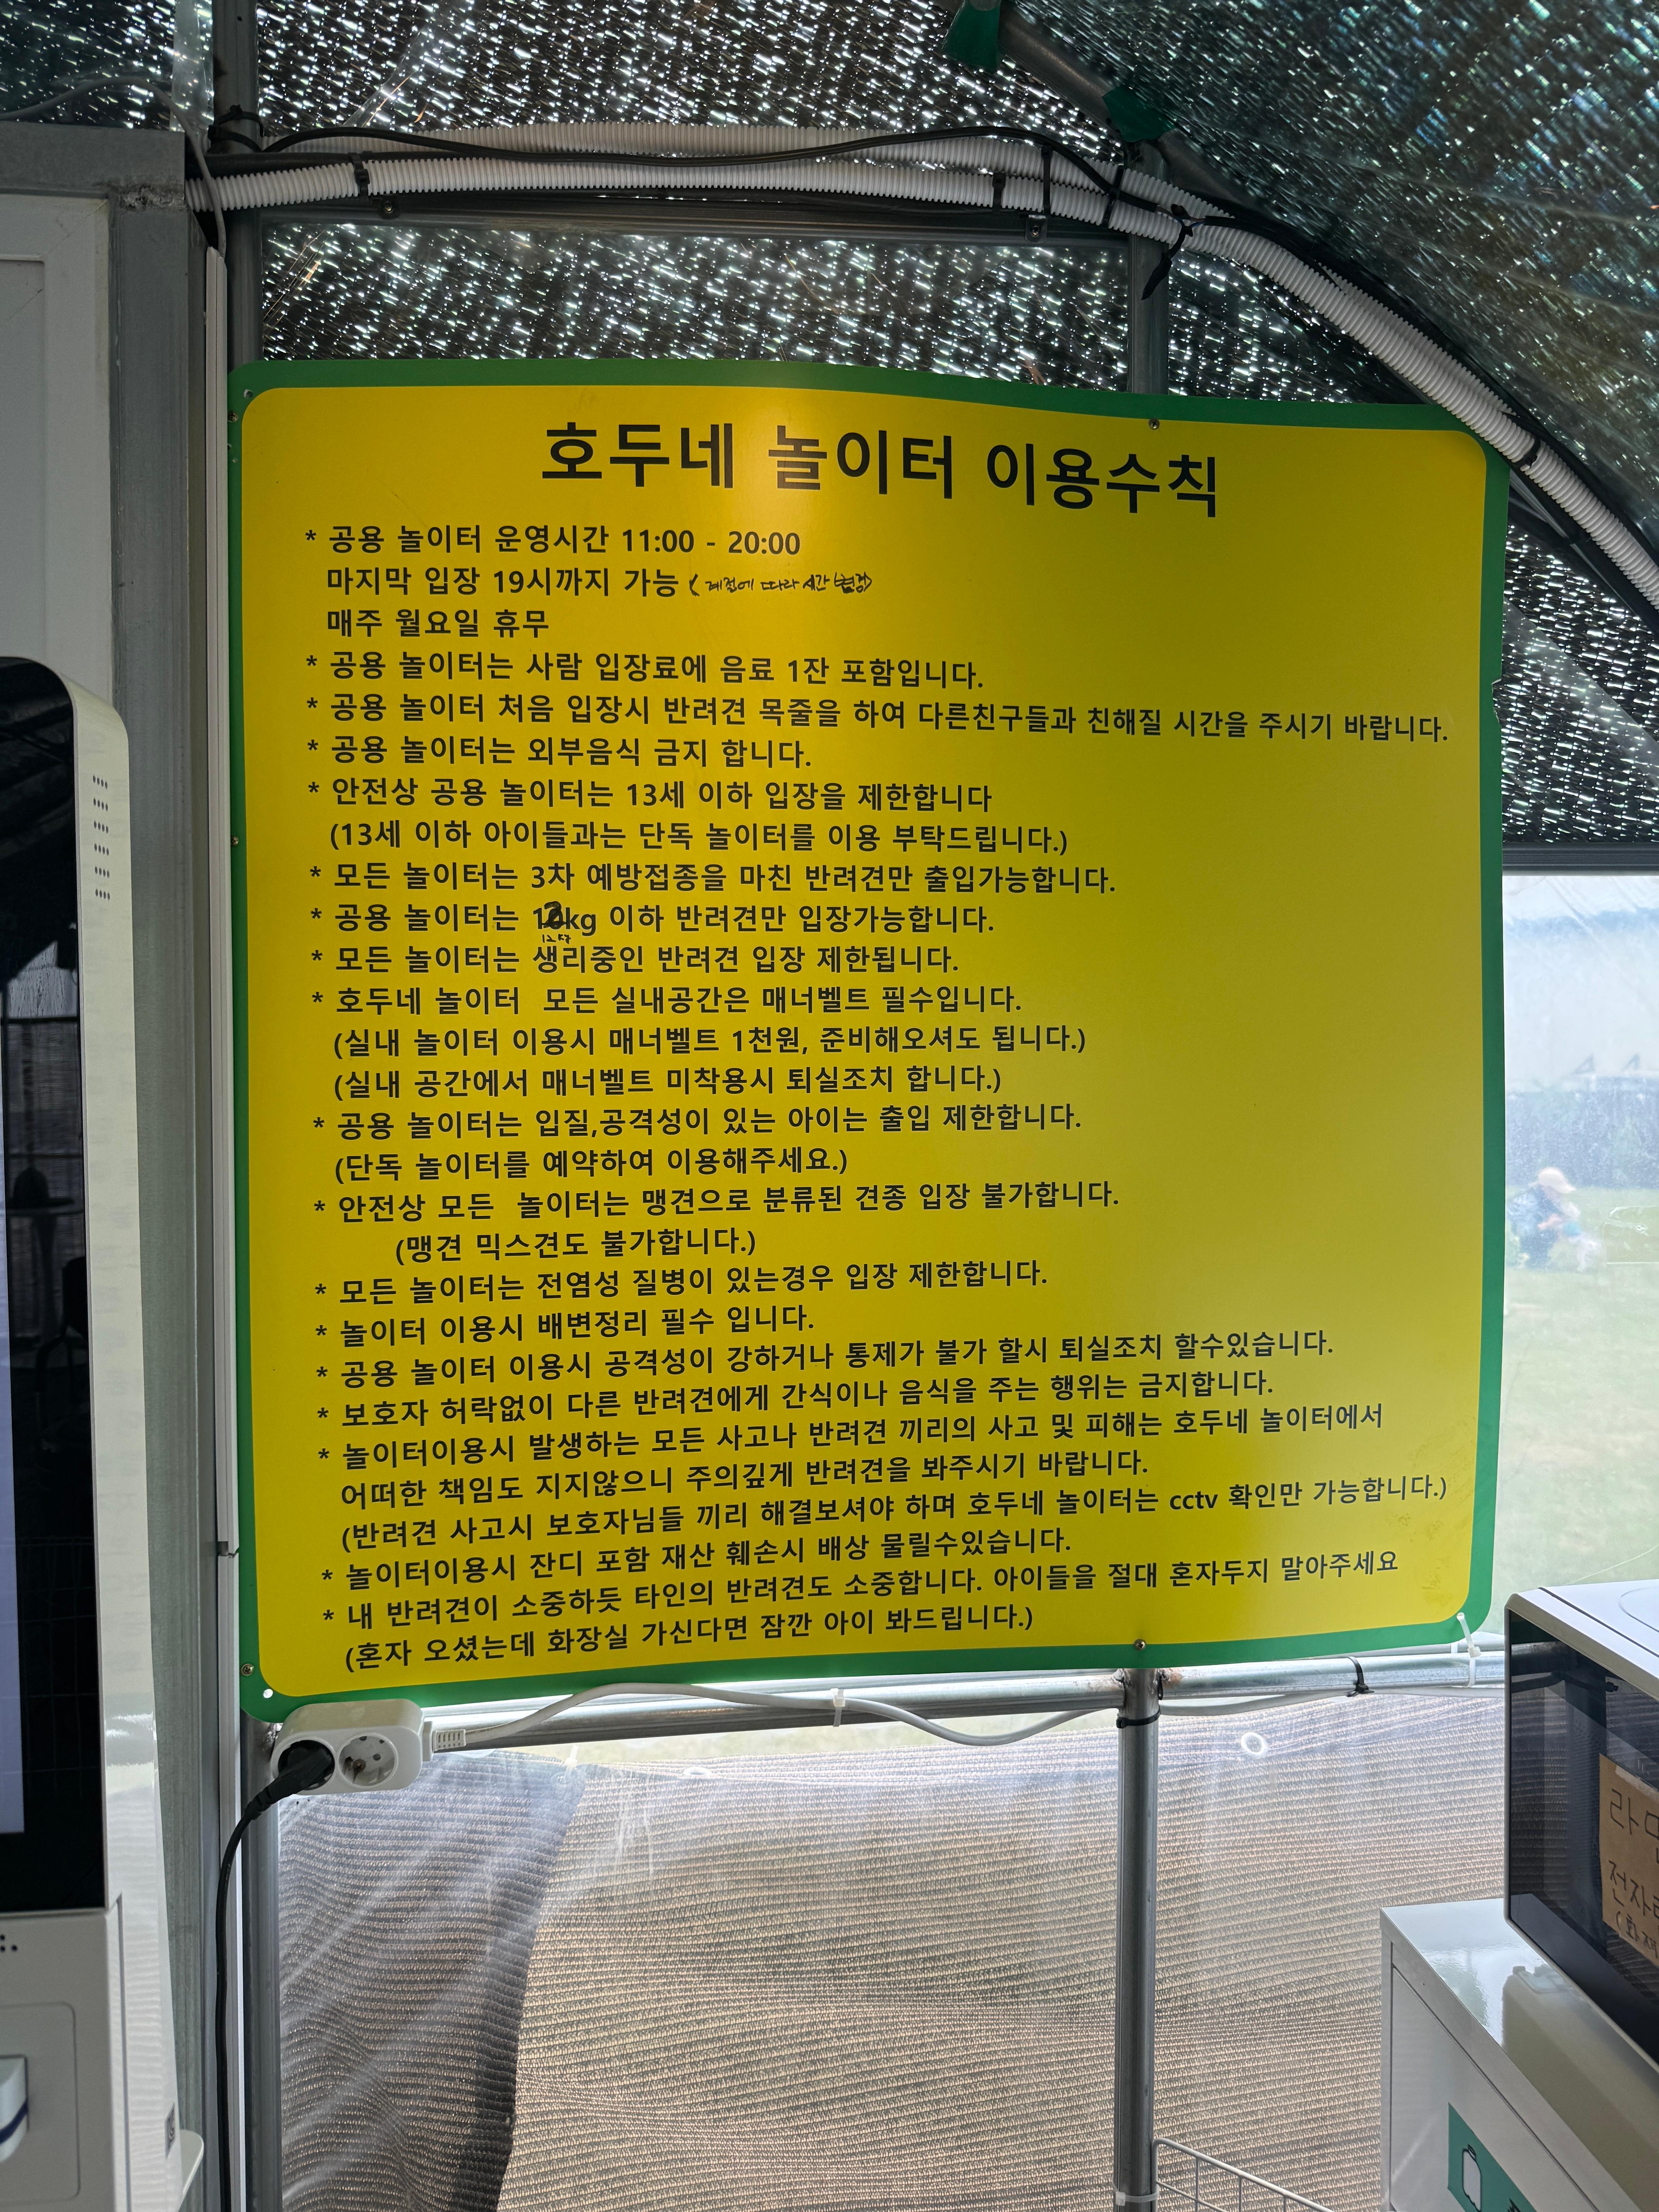 호두네 놀이터 이용수칙
* 공용 놀이터 운영시간 11:00 - 20:00
마지막 입장 19시까지 가능 (계절에 따라 시간 변경)
매주 월요일 휴무
* 공용 놀이터는 사람 입장료에 음료 1잔 포함입니다.
* 공용 놀이터 처음 입장시 반려견 목줄을 하여 다른친구들과 친해질 시간을 주시기 바랍니다.
* 공용 놀이터는 외부음식 금지 합니다.
* 안전상 공용 놀이터는 13세 이하 입장을 제한합니다
(13세 이하 아이들과는 단독 놀이터를 이용 부탁드립니다.)
* 모든 놀이터는 3차 예방접종을 마친 반려견만 출입가능합니다.
* 공용 놀이터는 12kg 이하 반려견만 입장가능합니다.
12kg
* 모든 놀이터는 생리중인 반려견 입장 제한됩니다.
* 호두네 놀이터 모든 실내공간은 매너벨트 필수입니다.
(실내 놀이터 이용시 매너벨트 1천원, 준비해오셔도 됩니다.)
(실내 공간에서 매너벨트 미착용시 퇴실조치 합니다.)
* 공용 놀이터는 입질,공격성이 있는 아이는 출입 제한합니다.
(단독 놀이터를 예약하여 이용해주세요.)
* 안전상 모든 놀이터는 맹견으로 분류된 견종 입장 불가합니다.
(맹견 믹스견도 불가합니다.)
* 모든 놀이터는 전염성 질병이 있는경우 입장 제한합니다.
* 놀이터 이용시 배변정리 필수 입니다.
* 공용 놀이터 이용시 공격성이 강하거나 통제가 불가 할시 퇴실조치 할수있습니다.
* 보호자 허락없이 다른 반려견에게 간식이나 음식을 주는 행위는 금지합니다.
* 놀이터이용시 발생하는 모든 사고나 반려견 끼리의 사고 및 피해는 호두네 놀이터에서
어떠한 책임도 지지않으니 주의깊게 반려견을 봐주시기 바랍니다.
(반려견 사고시 보호자님들 끼리 해결보셔야 하며 호두네 놀이터는 cctv 확인만 가능합니다.)
* 놀이터이용시 잔디 포함 재산 훼손시 배상 물릴수있습니다.
* 내 반려견이 소중하듯 타인의 반려견도 소중합니다. 아이들을 절대 혼자두지 말아주세요
(혼자 오셨는데 화장실 가신다면 잠깐 아이 봐드립니다.)